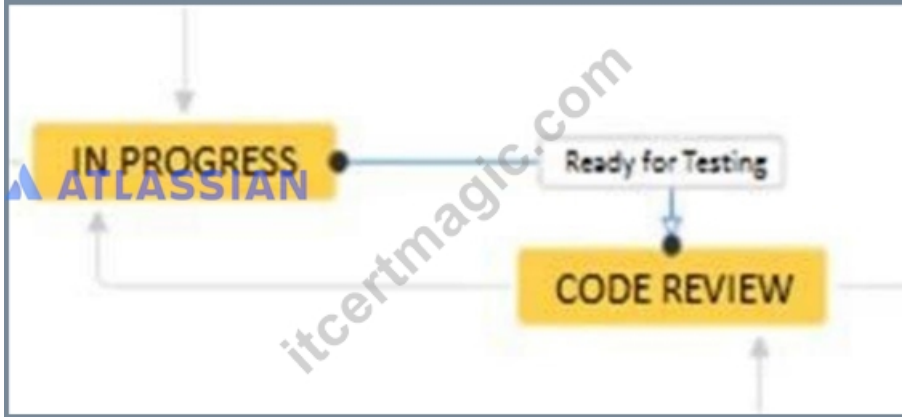 IN PROGRESS
ATLASSIAN
Ready for Testing
CODE REVIEW
itcertmagic.com